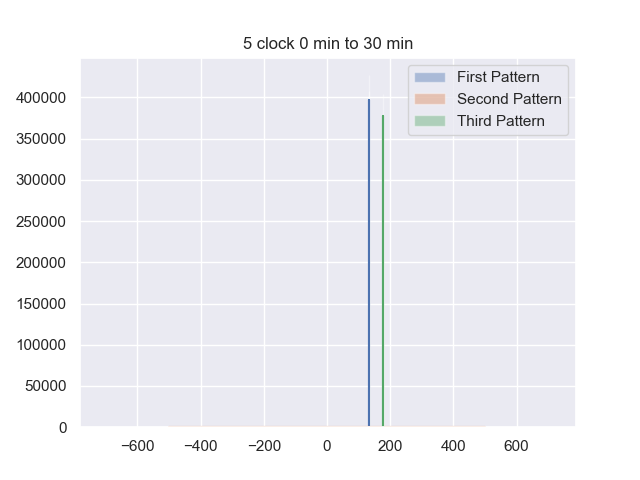 5 clock 0 min to 30 min
First Pattern
Second Pattern
Third Pattern
400000
350000
300000
250000
200000
150000
100000
50000
0
−600 −400 −200 0 200 400 600